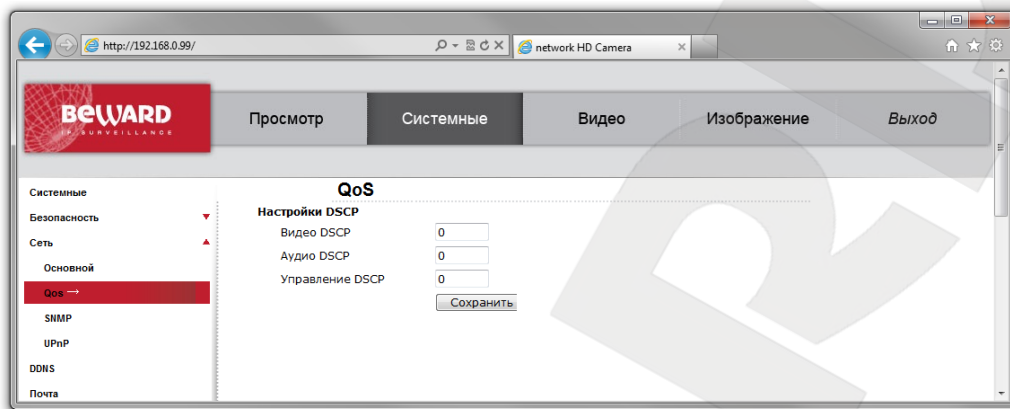 http://192.168.0.99/
network HD Camera
BEWARD
IP SURVEILLANCE
Просмотр
Системные
Видео
Изображение
Выход
Системные
Безопасность
Сеть
Основной
Qos →
SNMP
UPnP
DDNS
Почта
QoS
Настройки DSCP
Видео DSCP 0
Аудио DSCP 0
Управление DSCP 0
Сохранить